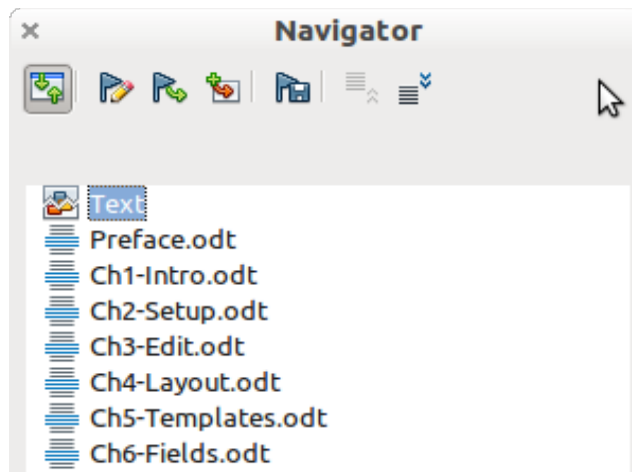 Navigator
Text
Preface.odt
Ch1-Intro.odt
Ch2-Setup.odt
Ch3-Edit.odt
Ch4-Layout.odt
Ch5-Templates.odt
Ch6-Fields.odt